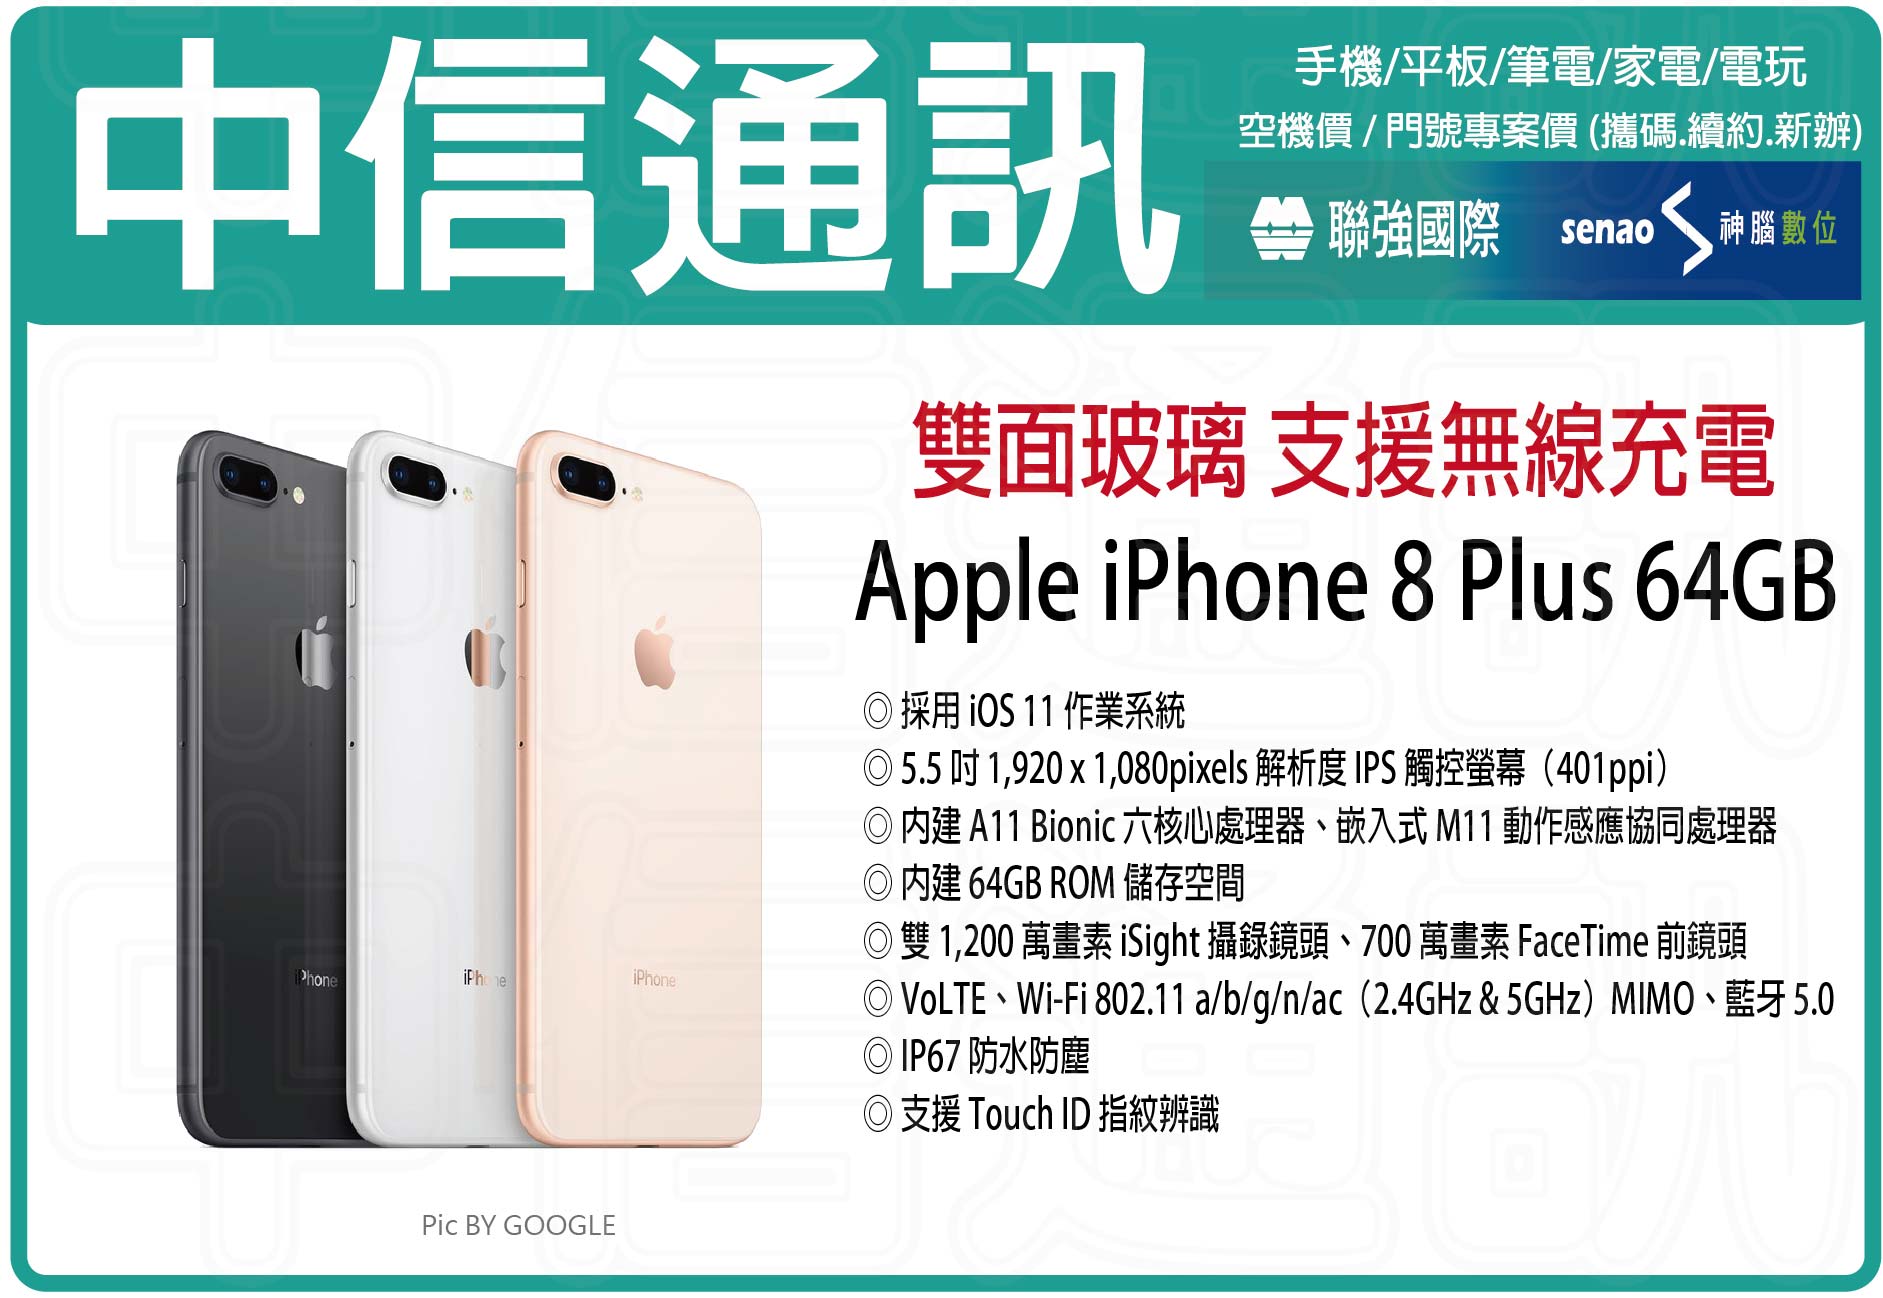 中信通訊
手機/平板/筆電/家電/電玩
空機價 / 門號專案價 (攜碼.續約.新辦)
聯強國際
senao 神腦數位
雙面玻璃 支援無線充電
Apple iPhone 8 Plus 64GB
◎ 採用 iOS 11 作業系統
◎ 5.5 吋 1,920 x 1,080pixels 解析度 IPS 觸控螢幕（401ppi）
◎ 內建 A11 Bionic 六核心處理器、嵌入式 M11 動作感應協同處理器
◎ 內建 64GB ROM 儲存空間
◎ 雙 1,200 萬畫素 iSight 攝錄鏡頭、700 萬畫素 FaceTime 前鏡頭
◎ VoLTE、Wi-Fi 802.11 a/b/g/n/ac（2.4GHz & 5GHz）MIMO、藍牙 5.0
◎ IP67 防水防塵
◎ 支援 Touch ID 指紋辨識
iPhone
iPhone
iPhone
Pic BY GOOGLE